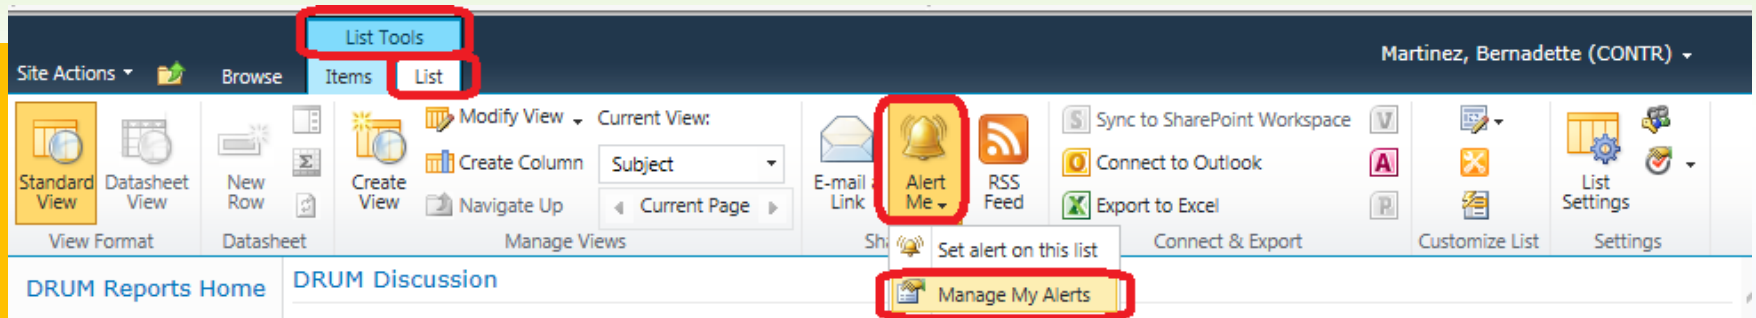 List Tools
Martinez, Bernadette (CONTR)
Site Actions Browse Items List
Modify View Current View:
Sync to SharePoint Workspace
Create Column Subject
Connect to Outlook
Standard View
Datasheet View
New Row
Create View
Navigate Up Current Page
E-mail a Link
Alert Me
RSS Feed
Export to Excel
List Settings
View Format Datasheet Manage Views Connect & Export Customize List Settings
Set alert on this list
DRUM Reports Home DRUM Discussion
Manage My Alerts